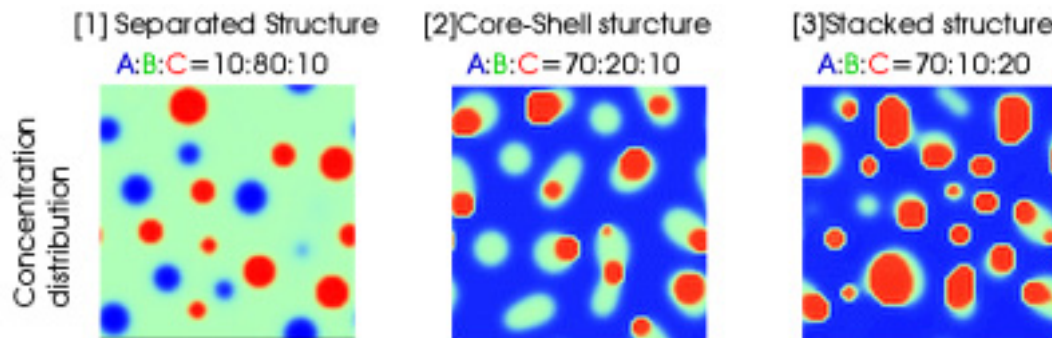 [1] Separated Structure
A:B:C=10:80:10
[2]Core-Shell sturcture
A:B:C=70:20:10
[3]Stacked structure
A:B:C=70:10:20
Concentration
distribution